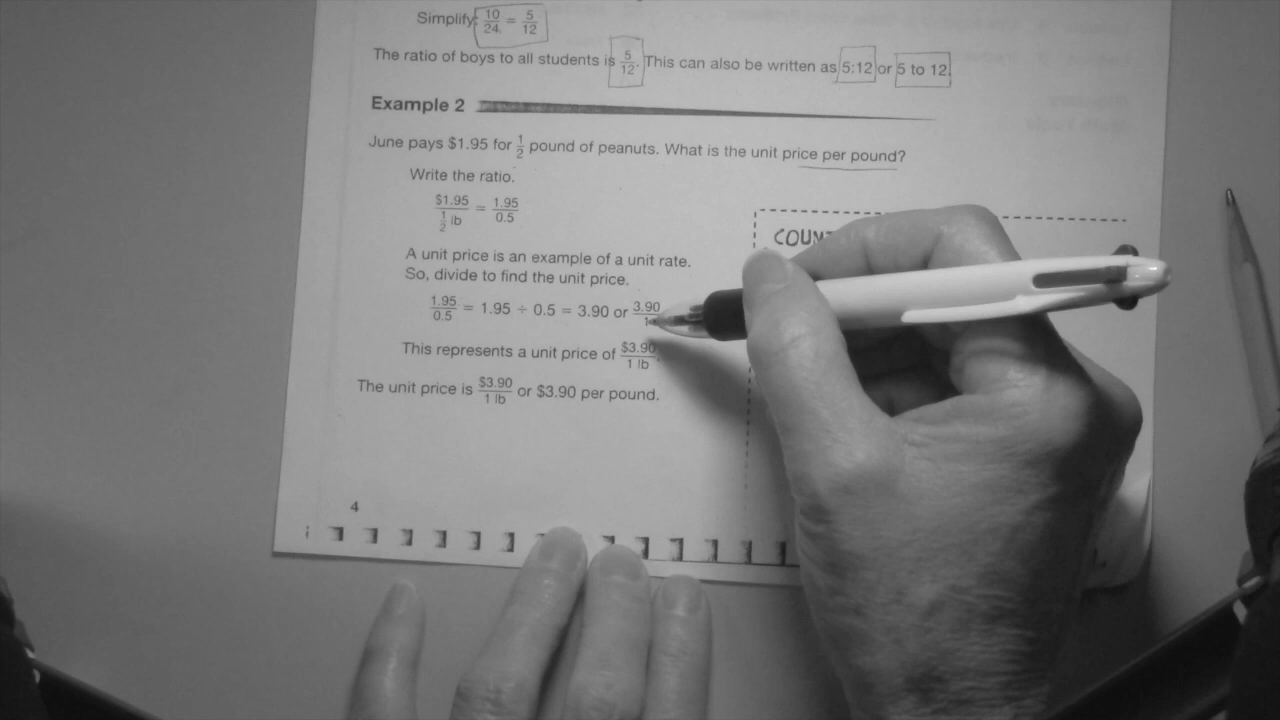 Simplify: 10/24 = 5/12
The ratio of boys to all students is 5/12. This can also be written as 5:12 or 5 to 12.
Example 2
June pays $1.95 for 1/2 pound of peanuts. What is the unit price per pound?
Write the ratio.
$1.95/1/2 lb = 1.95/0.5
A unit price is an example of a unit rate.
So, divide to find the unit price.
1.95/0.5 = 1.95 ÷ 0.5 = 3.90 or 3.90/1
This represents a unit price of $3.90/1 lb.
The unit price is $3.90/1 lb or $3.90 per pound.
4